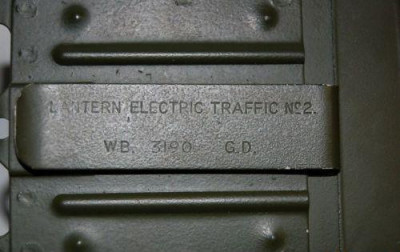 LANTERN ELECTRIC TRAFFIC Nº2.
W.B. 3190 G.D.